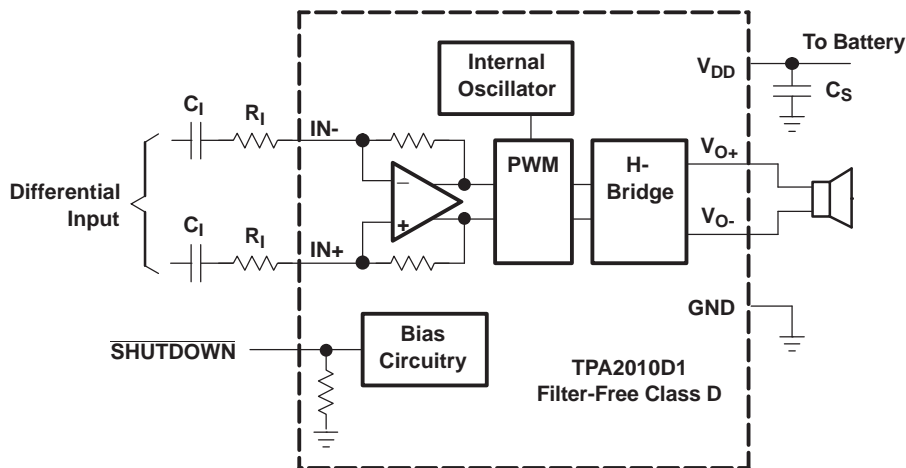 To Battery
Internal
Oscillator
V_DD
C_S
C_I
R_I
IN-
V_O+
PWM
H-
Bridge
–
Differential
Input
V_O-
C_I
R_I
IN+
+
GND
SHUTDOWN
Bias
Circuitry
TPA2010D1
Filter-Free Class D